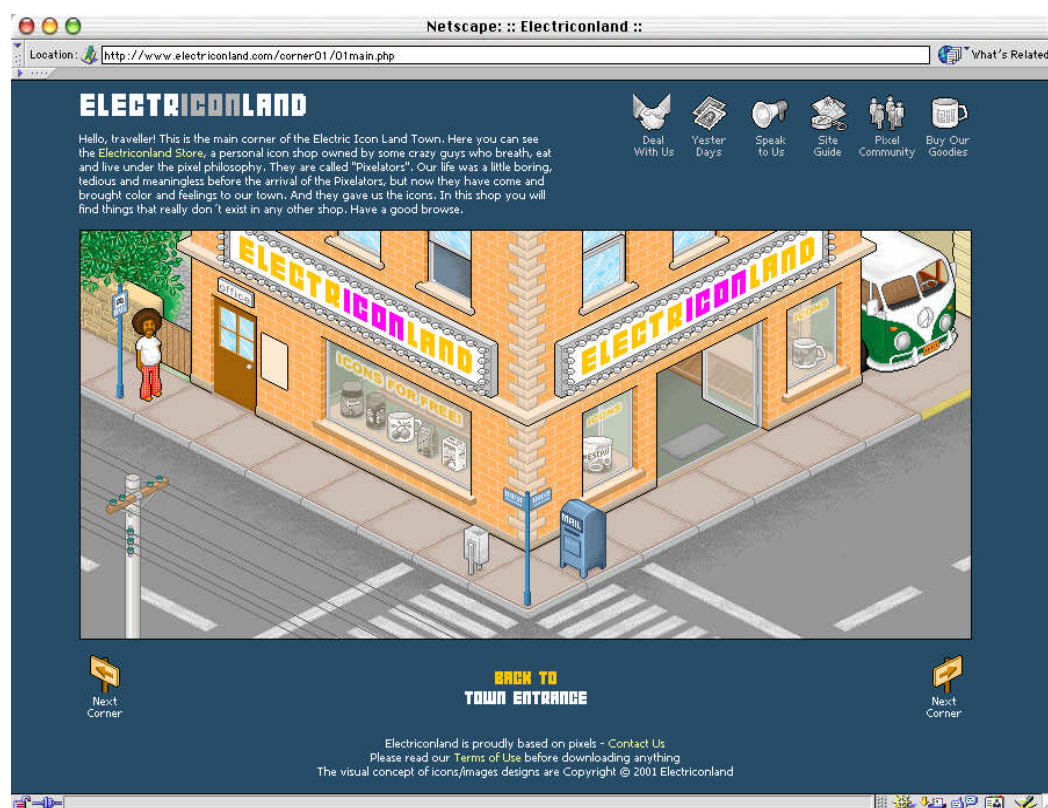 Netscape: :: Electriconland ::
Location: http://www.electriconland.com/corner01/01main.php
What's Related
ELECTRICONLAND
Hello, traveller! This is the main corner of the Electric Icon Land Town. Here you can see
the Electriconland Store, a personal icon shop owned by some crazy guys who breath, eat
and live under the pixel philosophy. They are called "Pixelators". Our life was a little boring,
tedious and meaningless before the arrival of the Pixelators, but now they have come and
brought color and feelings to our town. And they gave us the icons. In this shop you will
find things that really don´t exist in any other shop. Have a good browse.
Deal
With Us
Yester
Days
Speak
to Us
Site
Guide
Pixel
Community
Buy Our
Goodies
office
ELECTRICONLAND
ELECTRICONLAND
ICONS FOR FREE!
ICONS
ICONS
MAIL
Next
Corner
BACK TO
TOWN ENTRANCE
Next
Corner
Electriconland is proudly based on pixels - Contact Us
Please read our Terms of Use before downloading anything
The visual concept of icons/images designs are Copyright © 2001 Electriconland